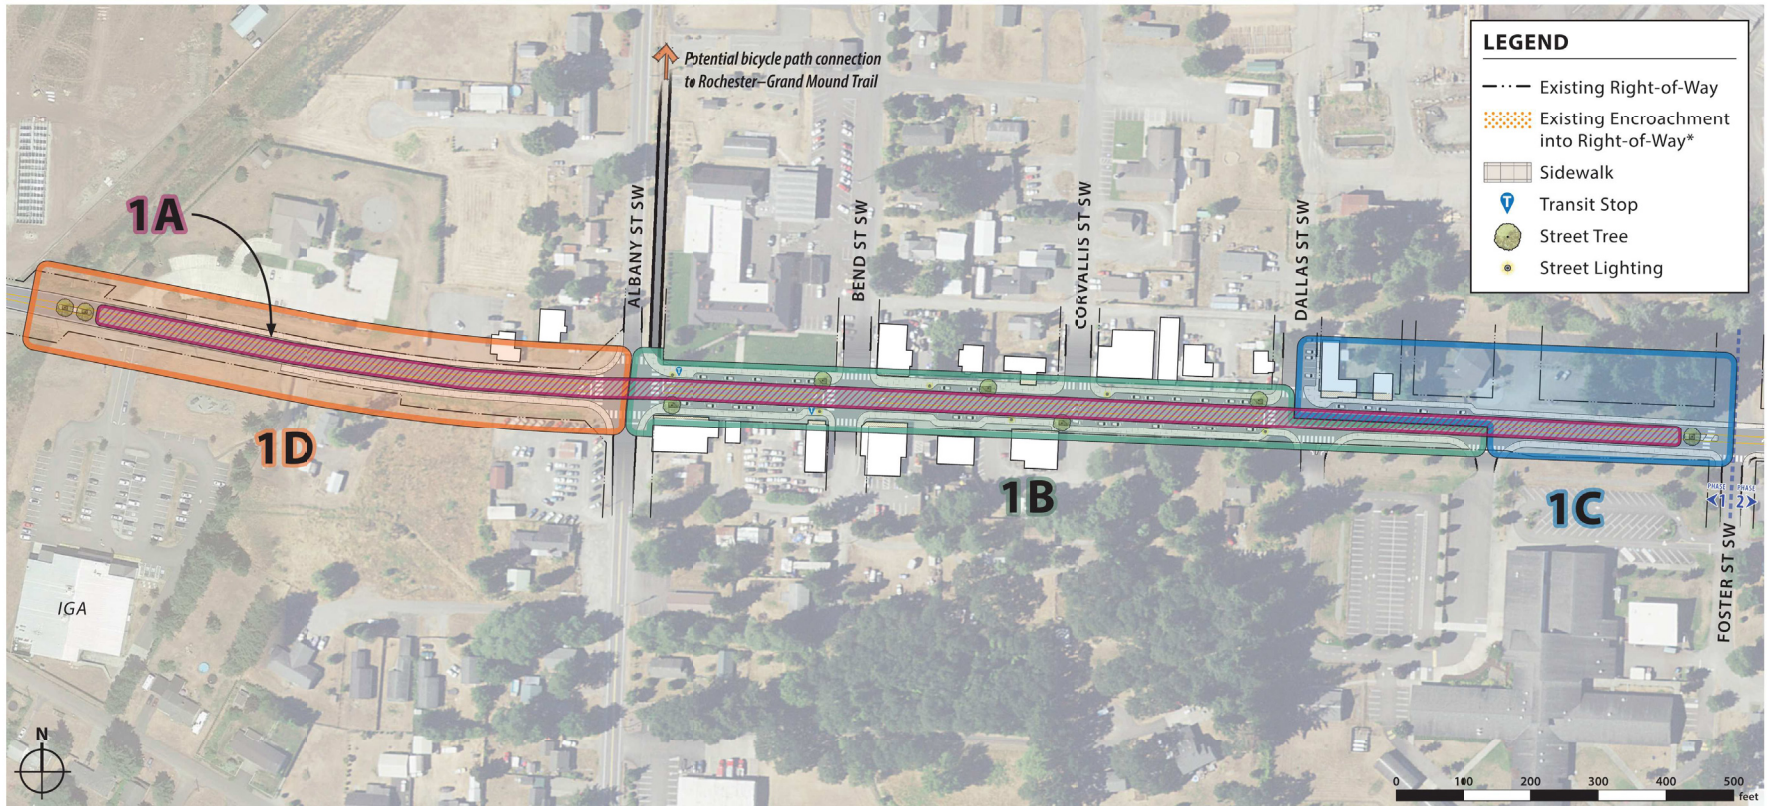 Potential bicycle path connection
to Rochester–Grand Mound Trail
LEGEND
Existing Right-of-Way
Existing Encroachment
into Right-of-Way*
Sidewalk
T
Transit Stop
Street Tree
Street Lighting
1A
ALBANY ST SW
BEND ST SW
CORVALLIS ST SW
DALLAS ST SW
T
T
1D
1B
1C
PHASE
1
PHASE
2
FOSTER ST SW
IGA
N
0 100 200 300 400 500
feet